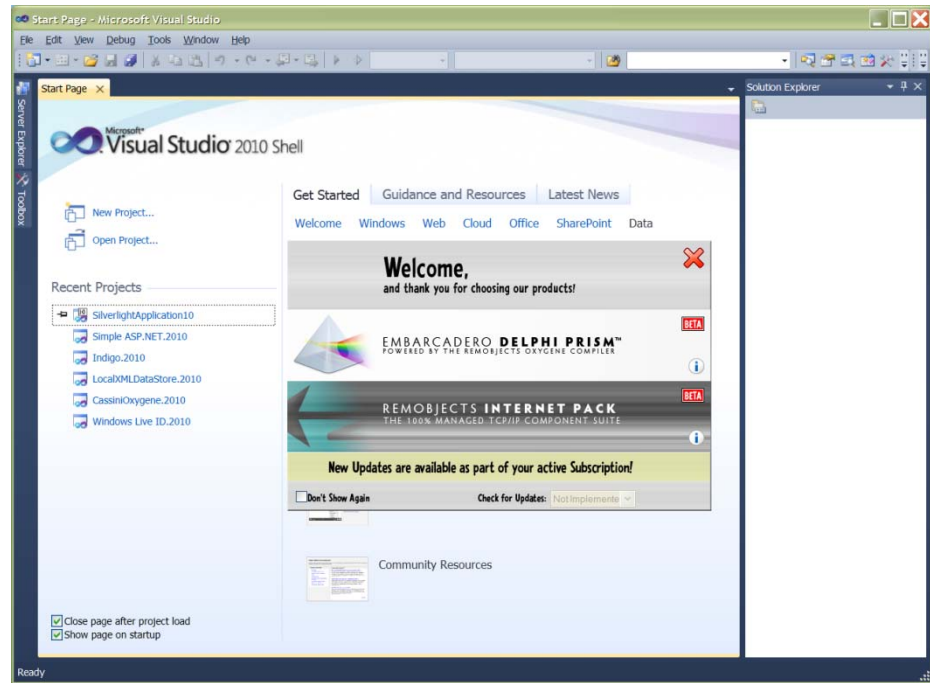 Start Page - Microsoft Visual Studio
File Edit View Debug Tools Window Help
Server Explorer
Toolbox
Start Page
Solution Explorer
Microsoft®
Visual Studio® 2010 Shell
New Project...
Open Project...
Recent Projects
SilverlightApplication10
Simple ASP.NET.2010
Indigo.2010
LocalXMLDataStore.2010
CassiniOxygene.2010
Windows Live ID.2010
Close page after project load
Show page on startup
Get Started Guidance and Resources Latest News
Welcome Windows Web Cloud Office SharePoint Data
Welcome,
and thank you for choosing our products!
BETA
EMBARCADERO DELPHI PRISM™
POWERED BY THE REMOBJECTS OXYGENE COMPILER
BETA
REMOBJECTS INTERNET PACK
THE 100% MANAGED TCP/IP COMPONENT SUITE
New Updates are available as part of your active Subscription!
Don't Show Again Check for Updates: Not Implemente
Community Resources
Ready